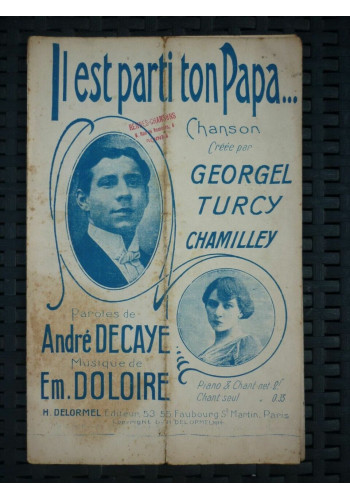 Il est parti ton Papa...
Chanson
Créée par
GEORGEL
TURCY
CHAMILLEY
Paroles de
André DECAYE
Musique de
Em. DOLOIRE
Piano & Chant net 2f
Chant seul 0.35
H. DELORMEL Editeur, 53-55 Faubourg St Martin, Paris